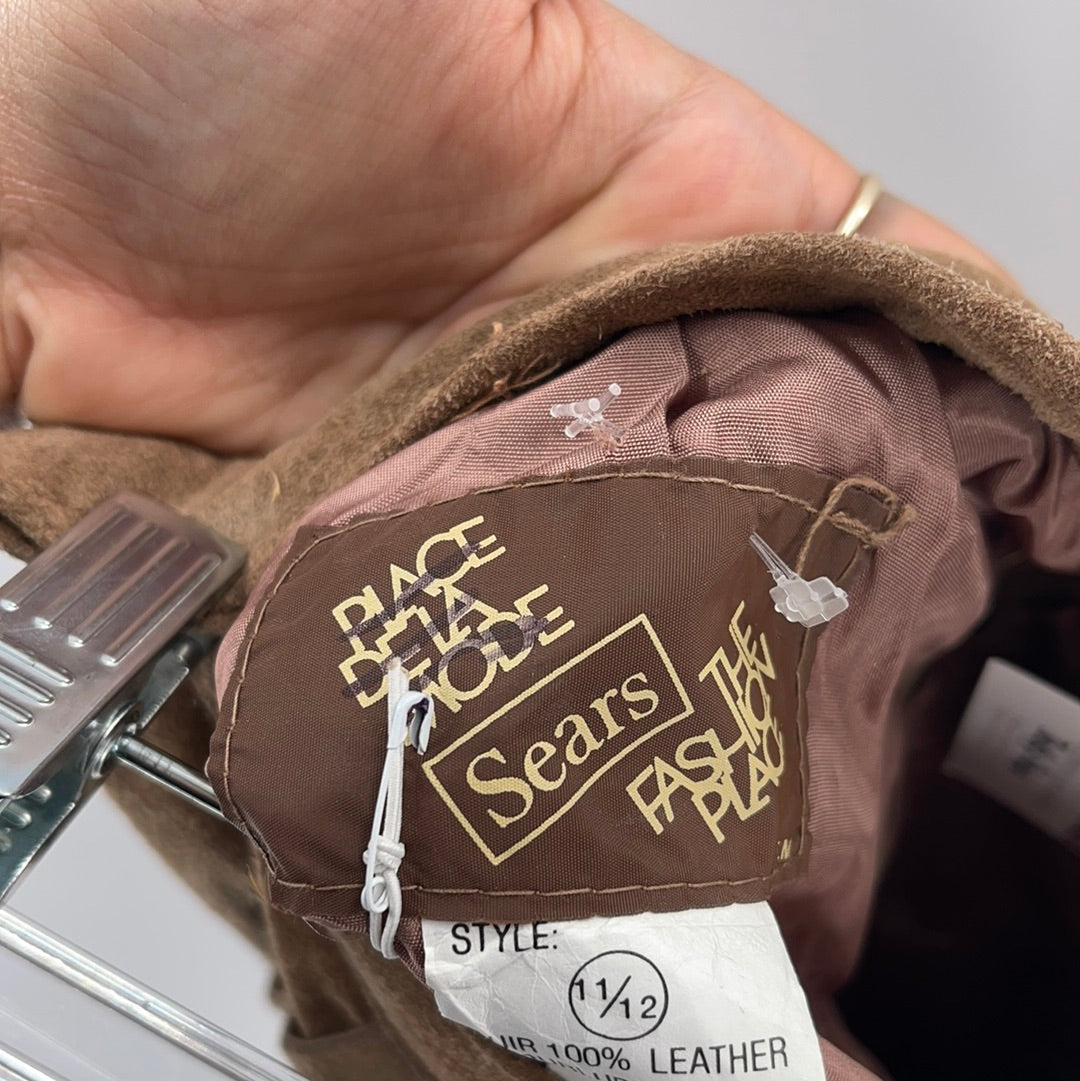 PLACE
DE LA
MODE
Sears
THE
FASHION
PLACE
STYLE:
11/12
100% LEATHER